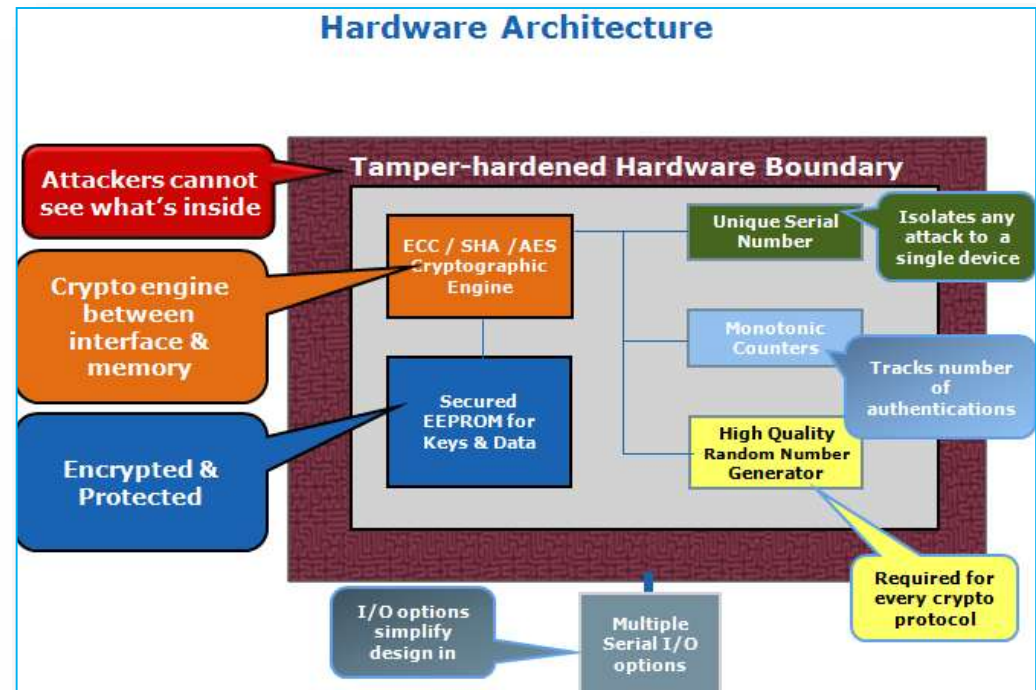 Hardware Architecture
Tamper-hardened Hardware Boundary
Attackers cannot
see what's inside
ECC / SHA /AES
Cryptographic
Engine
Unique Serial
Number
Isolates any
attack to a
single device
Crypto engine
between
interface &
memory
Monotonic
Counters
Tracks number
of
authentications
Secured
EEPROM for
Keys & Data
High Quality
Random Number
Generator
Encrypted &
Protected
Required for
every crypto
protocol
I/O options
simplify
design in
Multiple
Serial I/O
options